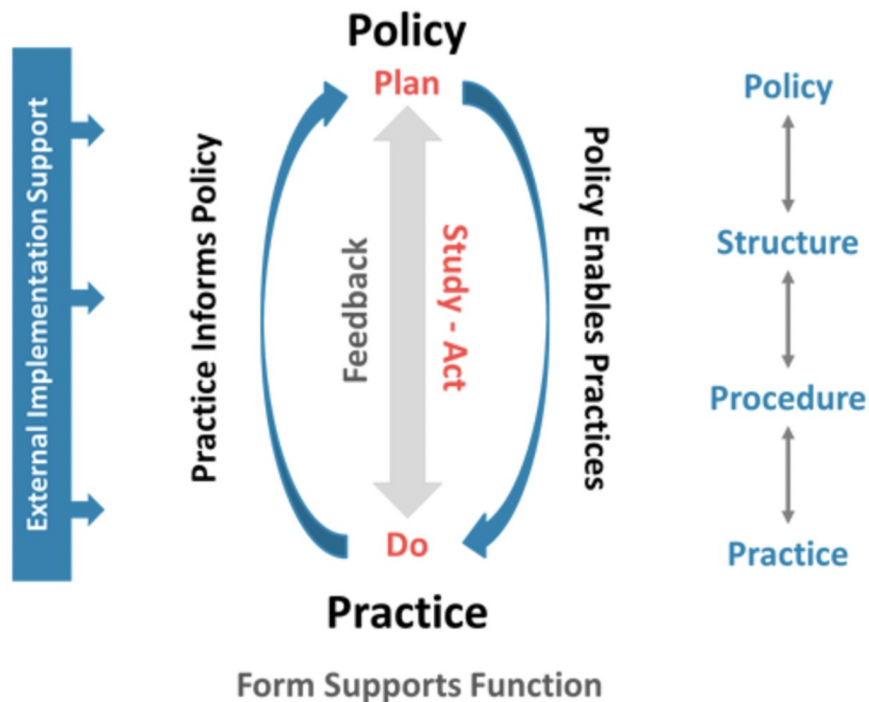 Policy
Plan
External Implementation Support
Practice Informs Policy
Feedback
Study - Act
Policy Enables Practices
Do
Practice
Form Supports Function
Policy
Structure
Procedure
Practice